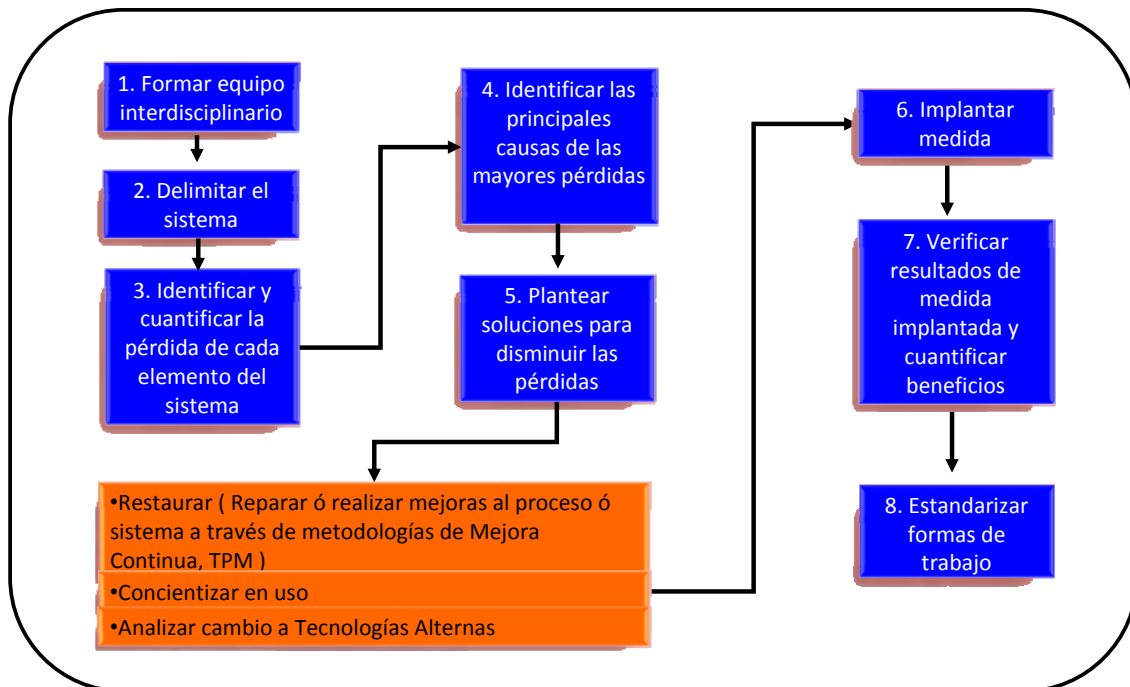 1. Formar equipo
interdisciplinario
2. Delimitar el
sistema
3. Identificar y
cuantificar la
pérdida de cada
elemento del
sistema
4. Identificar las
principales
causas de las
mayores pérdidas
5. Plantear
soluciones para
disminuir las
pérdidas
•Restaurar ( Reparar ó realizar mejoras al proceso ó
sistema a través de metodologías de Mejora
Continua, TPM )
•Concientizar en uso
•Analizar cambio a Tecnologías Alternas
6. Implantar
medida
7. Verificar
resultados de
medida
implantada y
cuantificar
beneficios
8. Estandarizar
formas de
trabajo